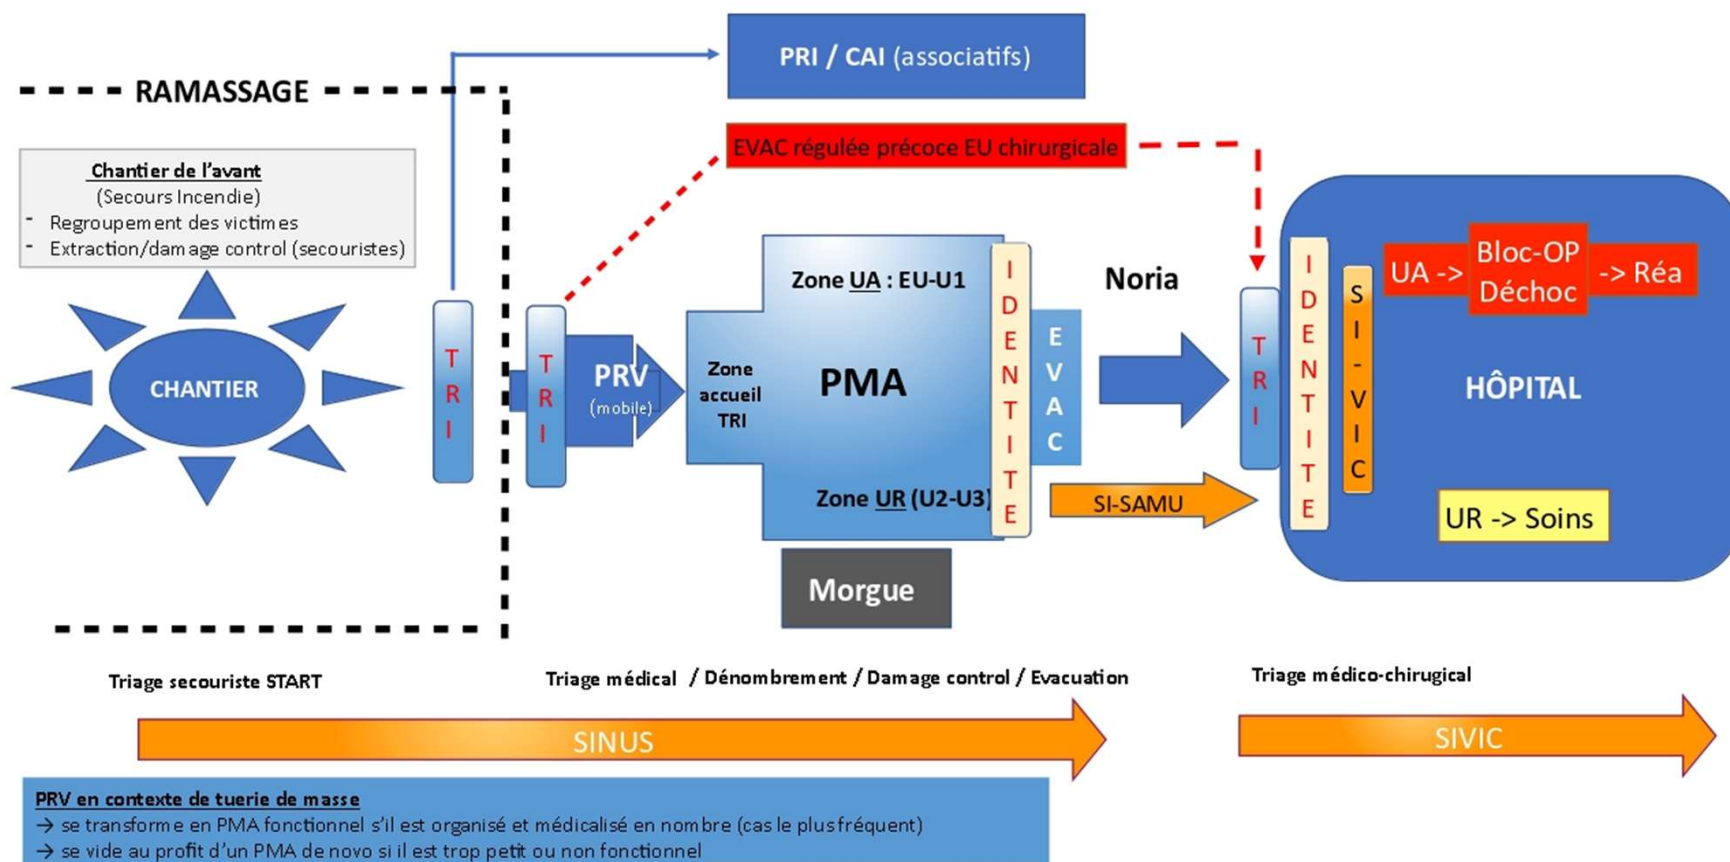 PRI / CAI (associatifs)
RAMASSAGE
EVAC régulée précoce EU chirurgicale
Chantier de l'avant
(Secours Incendie)
- Regroupement des victimes
- Extraction/damage control (secouristes)
CHANTIER
TRI
TRI
PRV
(mobile)
Zone
accueil
TRI
Zone UA : EU-U1
PMA
Zone UR (U2-U3)
IDENTITE
EVAC
Morgue
Noria
SI-SAMU
TRI
IDENTITE
SI-VIC
UA ->
Bloc-OP
Déchoc
-> Réa
HÔPITAL
UR -> Soins
Triage secouriste START
Triage médical / Dénombrement / Damage control / Evacuation
Triage médico-chirugical
SINUS
SIVIC
PRV en contexte de tuerie de masse
→ se transforme en PMA fonctionnel s'il est organisé et médicalisé en nombre (cas le plus fréquent)
→ se vide au profit d'un PMA de novo si il est trop petit ou non fonctionnel